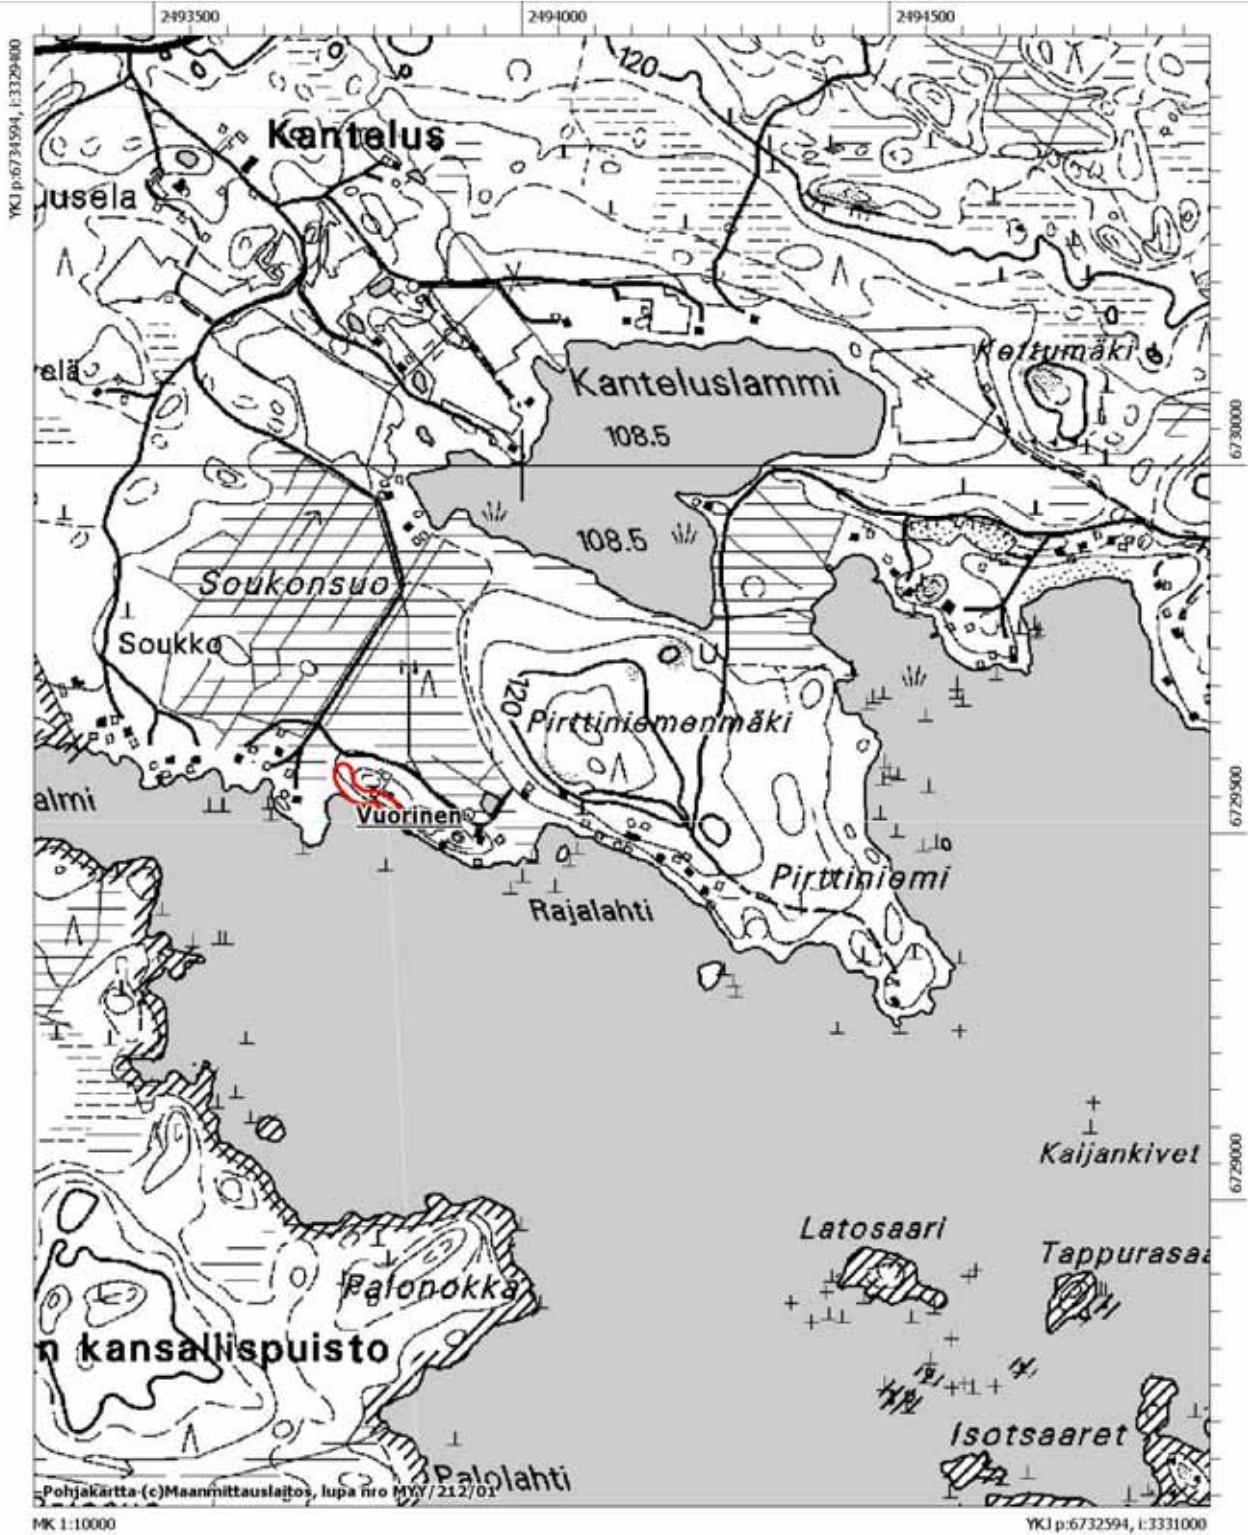 2493500 2494000 2494500
YKJ p:6734594, i:3329400
120
Kantelus
uusela
Kettumäki
elä
Kanteluslammi
108.5
6730000
108.5
Soukonsuo
Soukko
120
Pirttiniemenmäki
almi
Vuorinen
6729500
Pirttiniemi
Rajalahti
Kaijankivet
6729000
Latosaari
Tappurasaa
Palonokka
n kansallispuisto
Isotsaaret
Palolahti
Pohjakartta (c)Maanmittauslaitos, lupa nro MYY/212/01
MK 1:10000
YKJ p:6732594, i:3331000